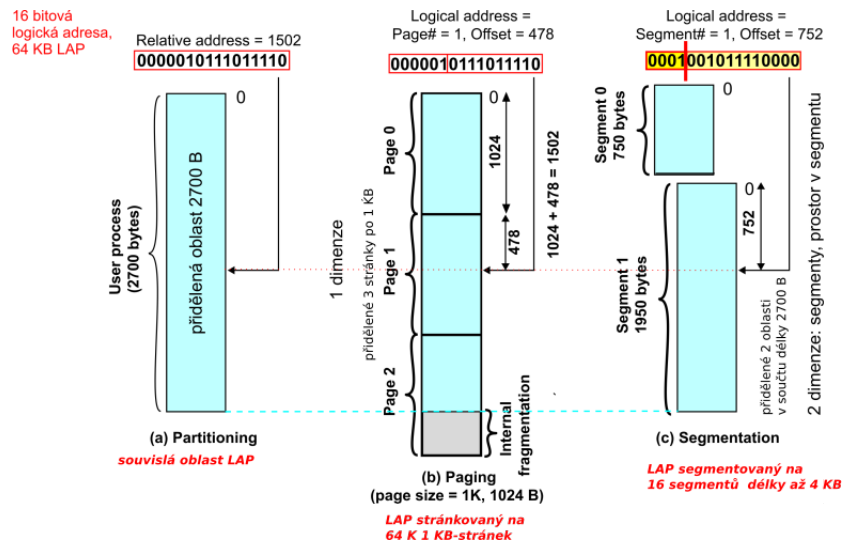 16 bitová
logická adresa,
64 KB LAP
Relative address = 1502
0000010111011110
0
User process
(2700 bytes)
přidělená oblast 2700 B
(a) Partitioning
souvislá oblast LAP
Logical address =
Page# = 1, Offset = 478
0000010111011110
0
Page 0
Page 1
Page 2
1 dimenze
přidělené 3 stránky po 1 KB
1024
478
1024 + 478 = 1502
Internal
fragmentation
(b) Paging
(page size = 1K, 1024 B)
LAP stránkovaný na
64 K 1 KB-stránek
Logical address =
Segment# = 1, Offset = 752
0001001011110000
0
Segment 0
750 bytes
0
752
Segment 1
1950 bytes
přidělené 2 oblasti
v součtu délky 2700 B
2 dimenze: segmenty, prostor v segmentu
(c) Segmentation
LAP segmentovaný na
16 segmentů délky až 4 KB